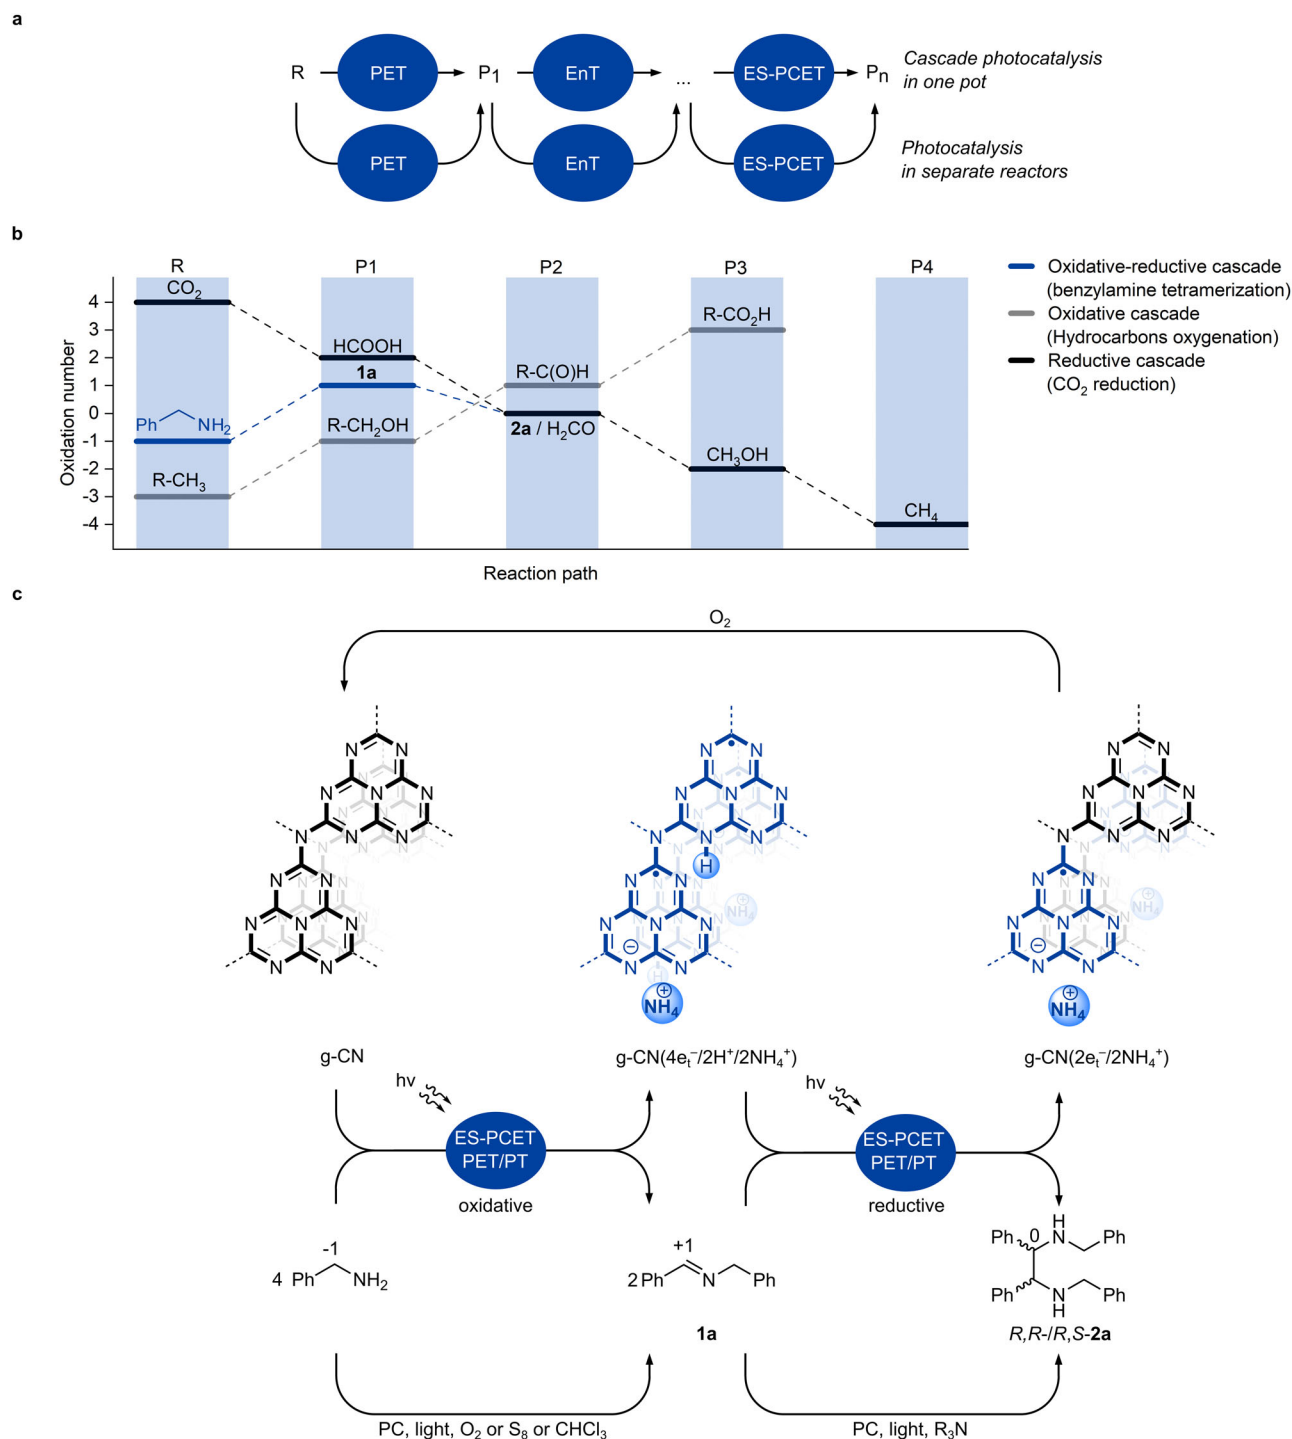 a
R PET P₁ EnT ... ES-PCET Pₙ
Cascade photocatalysis
in one pot
PET EnT ES-PCET
Photocatalysis
in separate reactors
b
R P1 P2 P3 P4
Oxidation number
4
3
2
1
0
-1
-2
-3
-4
CO₂
HCOOH
1a
Ph NH₂
R-CH₃
R-CH₂OH
R-C(O)H
2a / H₂CO
R-CO₂H
CH₃OH
CH₄
Reaction path
Oxidative-reductive cascade
(benzylamine tetramerization)
Oxidative cascade
(Hydrocarbons oxygenation)
Reductive cascade
(CO₂ reduction)
c
O₂
N N
N N N
N N N
N
N N
N N N
N N N
N N
N N N
N N N
H
N N
N N N
N ⊖ N N
H
NH₄⊕
NH₄⊕
N N
N N N
N N N
N
N N
N N N
N ⊖ N N
NH₄⊕
NH₄⊕
g-CN
g-CN(4eₜ⁻/2H⁺/2NH₄⁺)
g-CN(2eₜ⁻/2NH₄⁺)
hν
ES-PCET
PET/PT
oxidative
hν
ES-PCET
PET/PT
reductive
-1
4 Ph NH₂
+1
2 Ph N Ph
1a
H
Ph 0 N Ph
Ph N Ph
H
R,R-/R,S-2a
PC, light, O₂ or S₈ or CHCl₃
PC, light, R₃N